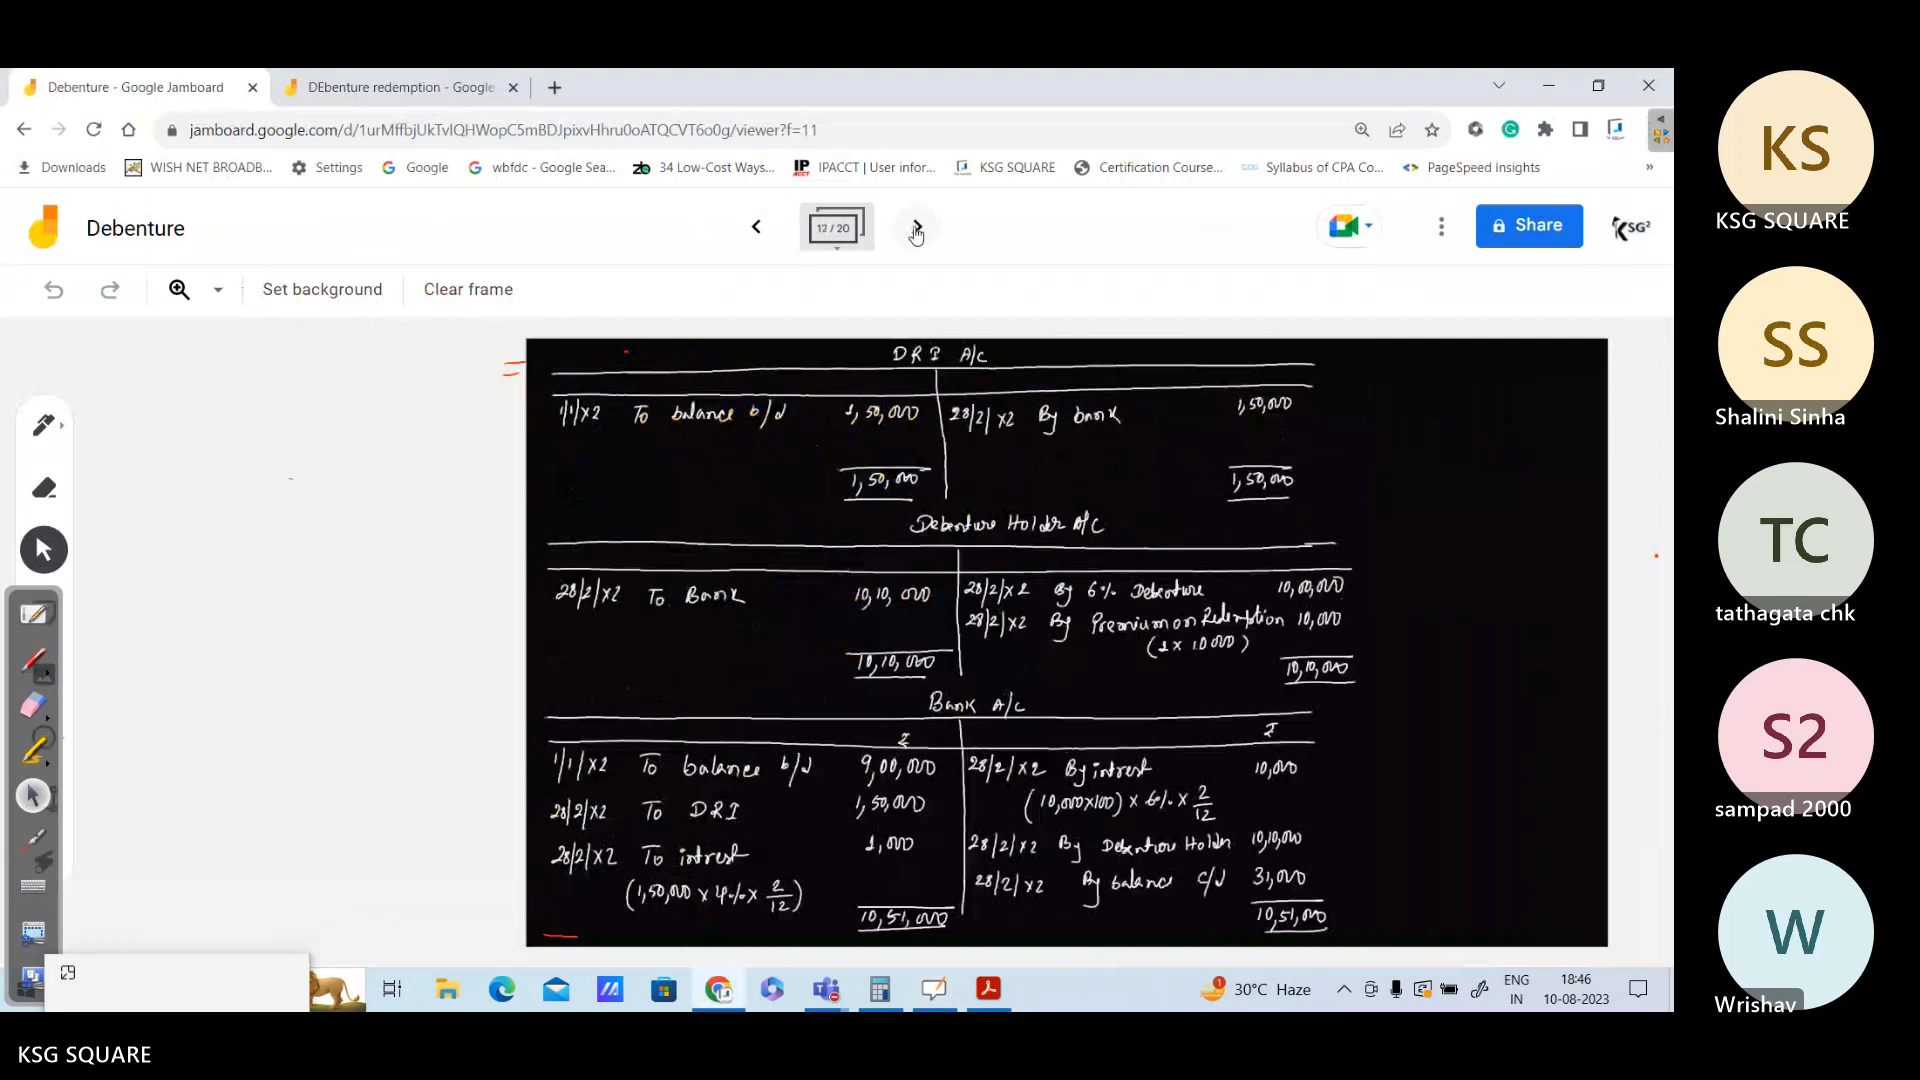 Debenture - Google Jamboard
DEbenture redemption - Google
jamboard.google.com/d/1urMffbjUkTvIQHWopC5mBDJpixvHhru0oATQCVT6o0g/viewer?f=11
Downloads WISH NET BROADB... Settings Google wbfdc - Google Sea... 34 Low-Cost Ways... IPACCT | User infor... KSG SQUARE Certification Course... Syllabus of CPA Co... PageSpeed Insights »
Debenture
12 / 20
Share
KSG²
Set background Clear frame
DRI A/C
1/1/X2 To balance b/d 1,50,000 28/2/X2 By bank 1,50,000
1,50,000 1,50,000
Debenture Holder A/C
28/2/X2 To Bank 10,10,000 28/2/X2 By 6% Debenture 10,00,000
28/2/X2 By Premium on Redemption 10,000
(1 x 10000)
10,10,000 10,10,000
Bank A/C
₹ ₹
1/1/X2 To balance b/d 9,00,000 28/2/X2 By intrest 10,000
(10,000x100) x 6% x 2/12
28/2/X2 To DRI 1,50,000
28/2/X2 To intrest 1,000 28/2/X2 By Debenture Holder 10,10,000
(1,50,000 x 4% x 2/12) 28/2/X2 By balance c/d 31,000
10,51,000 10,51,000
30°C Haze
ENG
IN
18:46
10-08-2023
KS
KSG SQUARE
SS
Shalini Sinha
TC
tathagata chk
S2
sampad 2000
W
Wrishav
KSG SQUARE